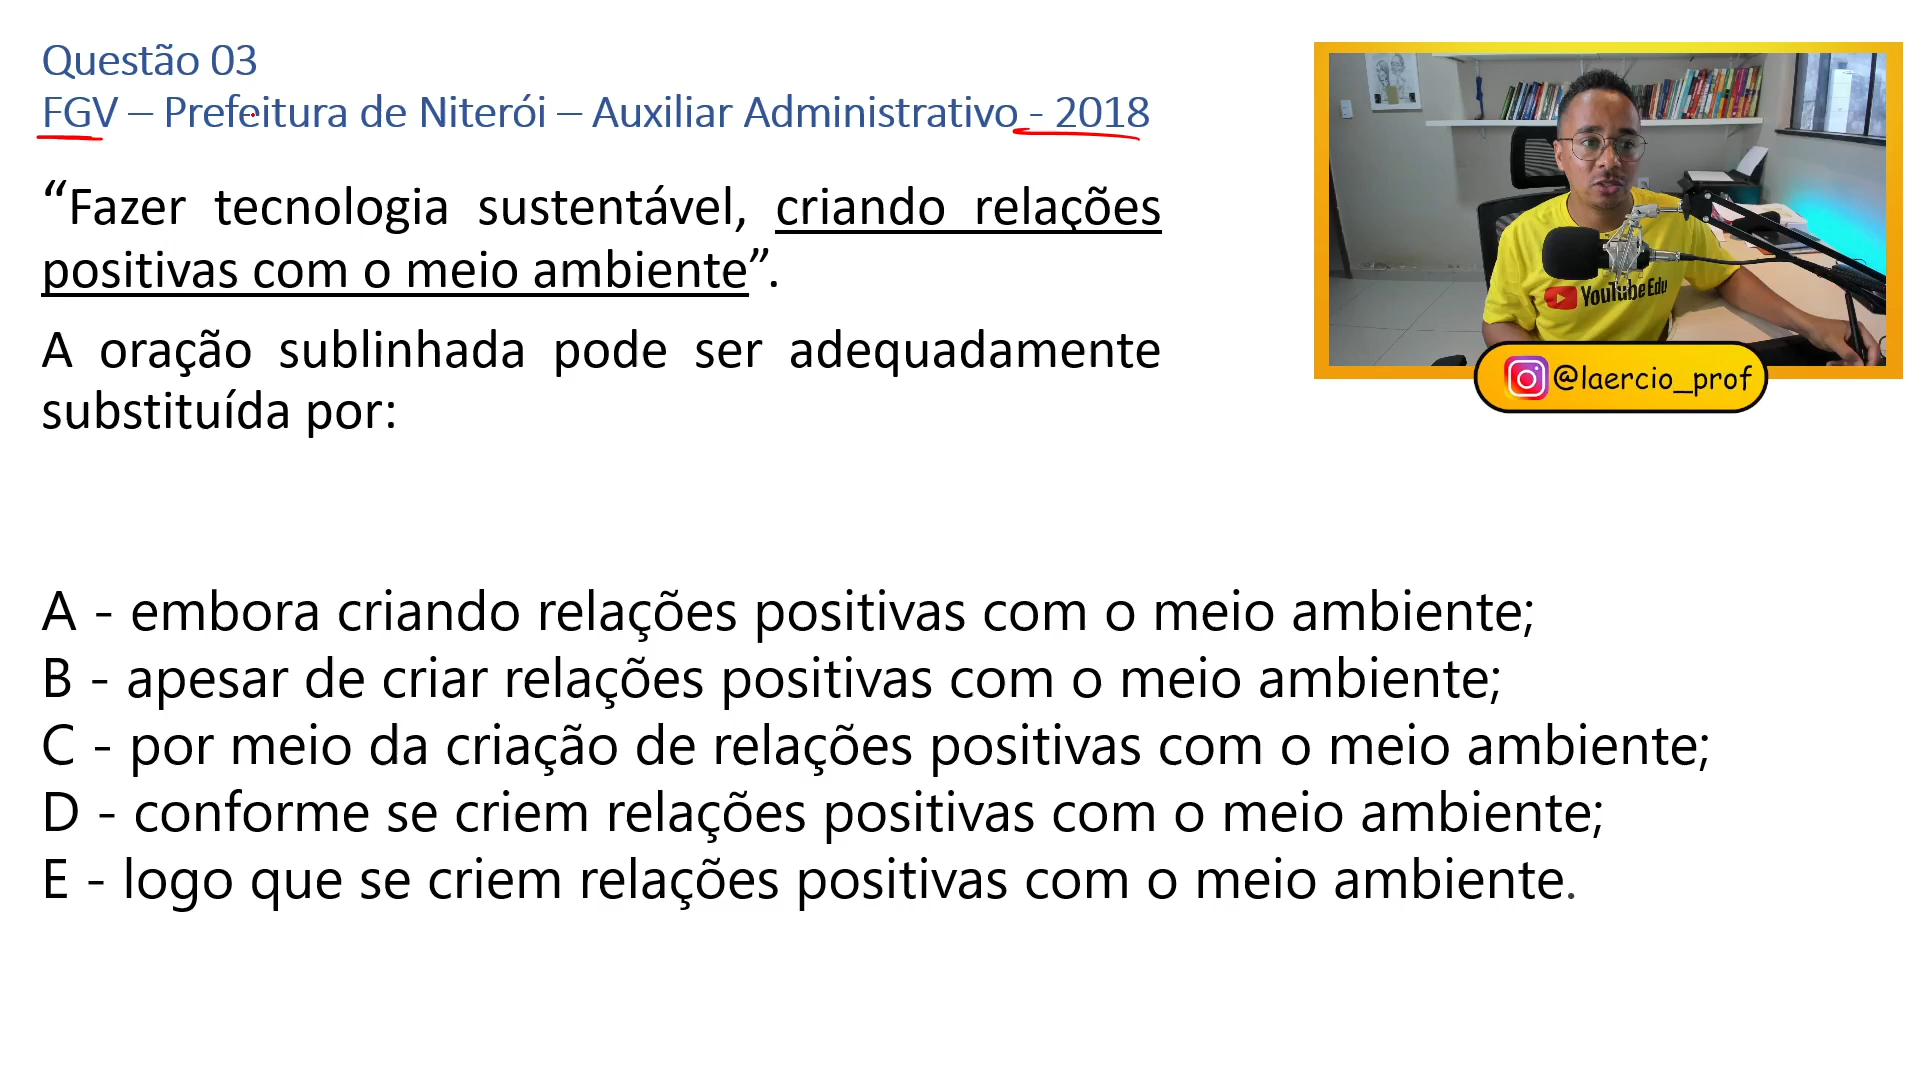 Questão 03
FGV – Prefeitura de Niterói – Auxiliar Administrativo - 2018
“Fazer tecnologia sustentável, criando relações
positivas com o meio ambiente”.
A oração sublinhada pode ser adequadamente
substituída por:
YouTube Edu
@laercio_prof
A - embora criando relações positivas com o meio ambiente;
B - apesar de criar relações positivas com o meio ambiente;
C - por meio da criação de relações positivas com o meio ambiente;
D - conforme se criem relações positivas com o meio ambiente;
E - logo que se criem relações positivas com o meio ambiente.